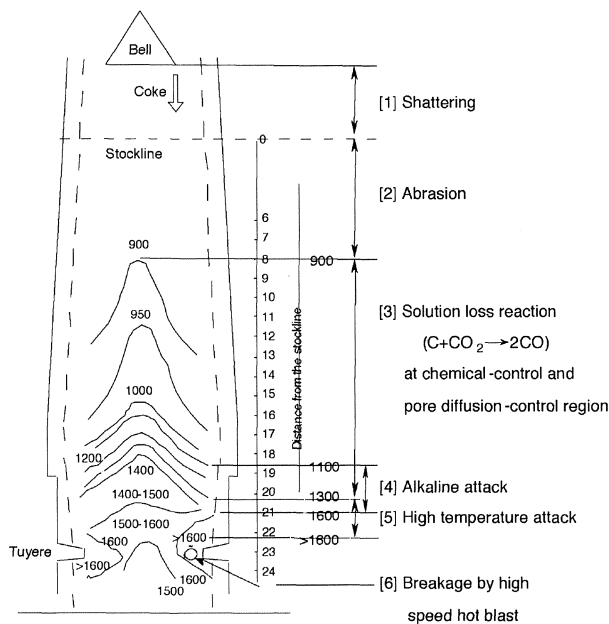 Bell
Coke
[1] Shattering
0
Stockline
[2] Abrasion
6
7
900
8
900
9
10
[3] Solution loss reaction
950
11
(C+CO2→2CO)
12
13
at chemical-control and
14
pore diffusion-control region
15
1000
16
17
Distance from the stockline
18
1200
1100
1400
19
[4] Alkaline attack
1400-1500
20
1300
21
1600
[5] High temperature attack
1500-1600
22
>1600
>1600
1600
Tuyere
23
>1600
24
1600
1500
[6] Breakage by high
speed hot blast